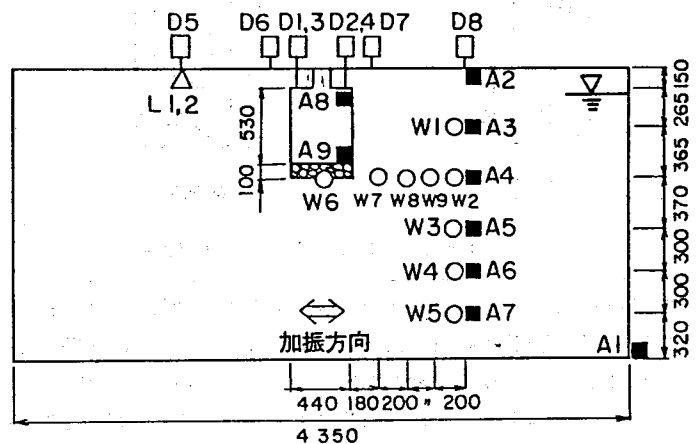 D5 D6 D1,3 D2,4 D7 D8
L1,2
A8
A9
W6
W7 W8 W9 W2
A2
W1 A3
A4
W3 A5
W4 A6
W5 A7
A1
加振方向
530
100
150
265
365
370
300
300
320
440 180 200 〃 200
4 350